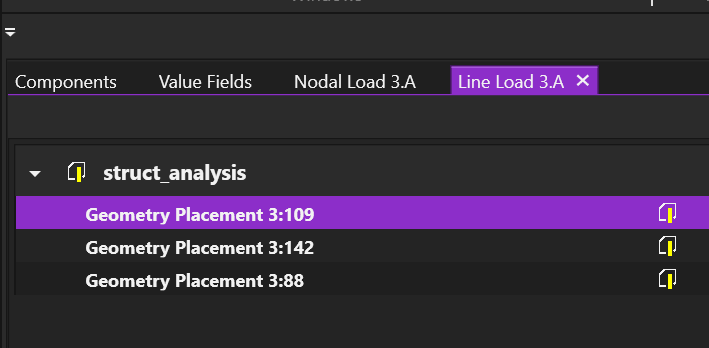 Components Value Fields Nodal Load 3.A Line Load 3.A
struct_analysis
Geometry Placement 3:109
Geometry Placement 3:142
Geometry Placement 3:88